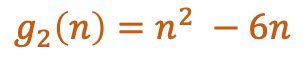 g₂(n) = n² − 6n